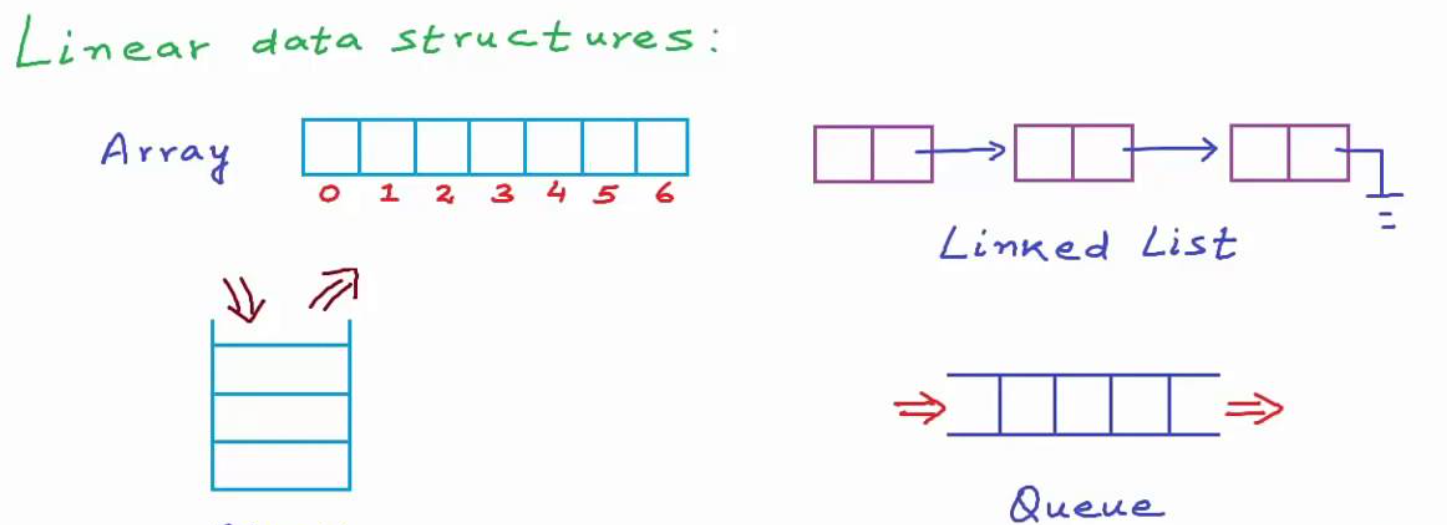 Linear data structures:
Array
0 1 2 3 4 5 6
Linked List
Queue